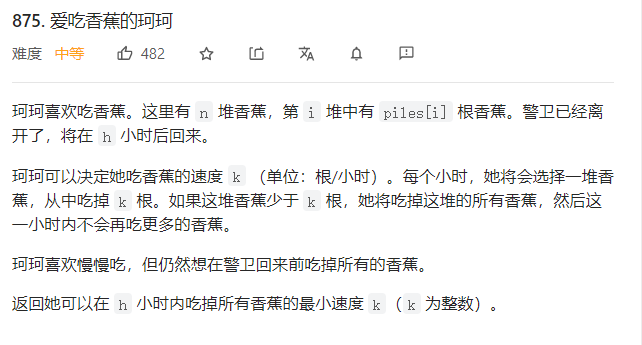 875. 爱吃香蕉的珂珂
难度 中等 482
珂珂喜欢吃香蕉。这里有 n 堆香蕉，第 i 堆中有 piles[i] 根香蕉。警卫已经离
开了，将在 h 小时后回来。
珂珂可以决定她吃香蕉的速度 k （单位：根/小时）。每个小时，她将会选择一堆香
蕉，从中吃掉 k 根。如果这堆香蕉少于 k 根，她将吃掉这堆的所有香蕉，然后这
一小时内不会再吃更多的香蕉。
珂珂喜欢慢慢吃，但仍然想在警卫回来前吃掉所有的香蕉。
返回她可以在 h 小时内吃掉所有香蕉的最小速度 k（k 为整数）。